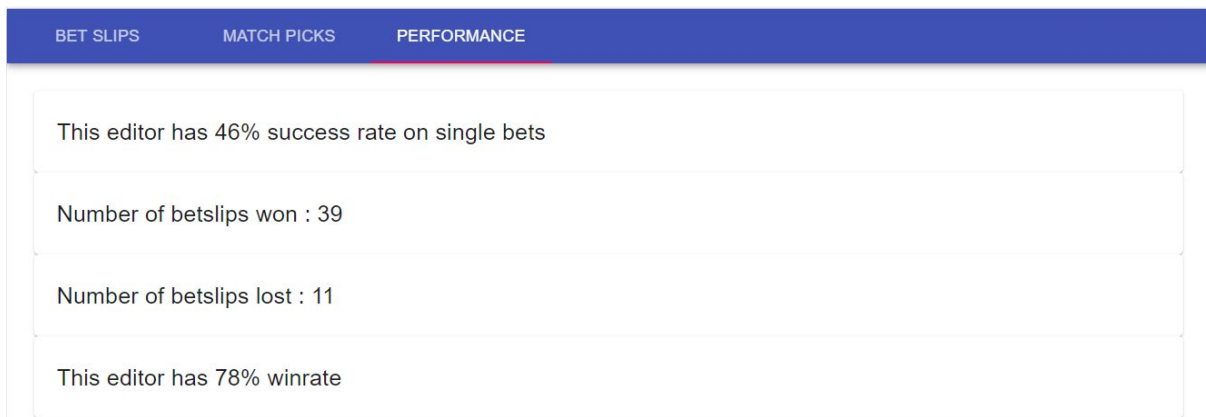 BET SLIPS MATCH PICKS PERFORMANCE
This editor has 46% success rate on single bets
Number of betslips won : 39
Number of betslips lost : 11
This editor has 78% winrate